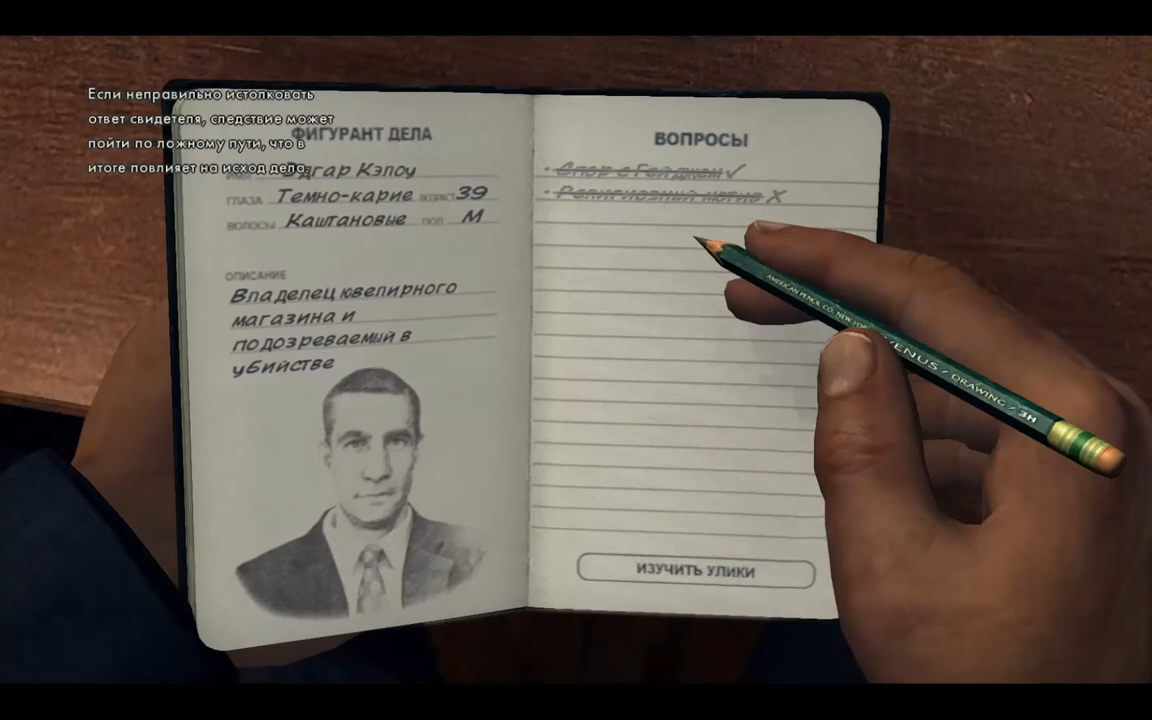 Если неправильно истолковать
ответ свидетеля, следствие может
пойти по ложному пути, что в
итоге повлияет на исход дела.
ФИГУРАНТ ДЕЛА
Эдгар Кэлоу
ГЛАЗА Темно-карие ВОЗРАСТ 39
ВОЛОСЫ Каштановые ПОЛ М
ОПИСАНИЕ
Владелец ювелирного
магазина и
подозреваемый в
убийстве
ВОПРОСЫ
· Спор с Гейджем ✓
· Религиозный мотив X
ИЗУЧИТЬ УЛИКИ
AMERICAN PENCIL CO. NEW YORK
VENUS / DRAWING / 3H